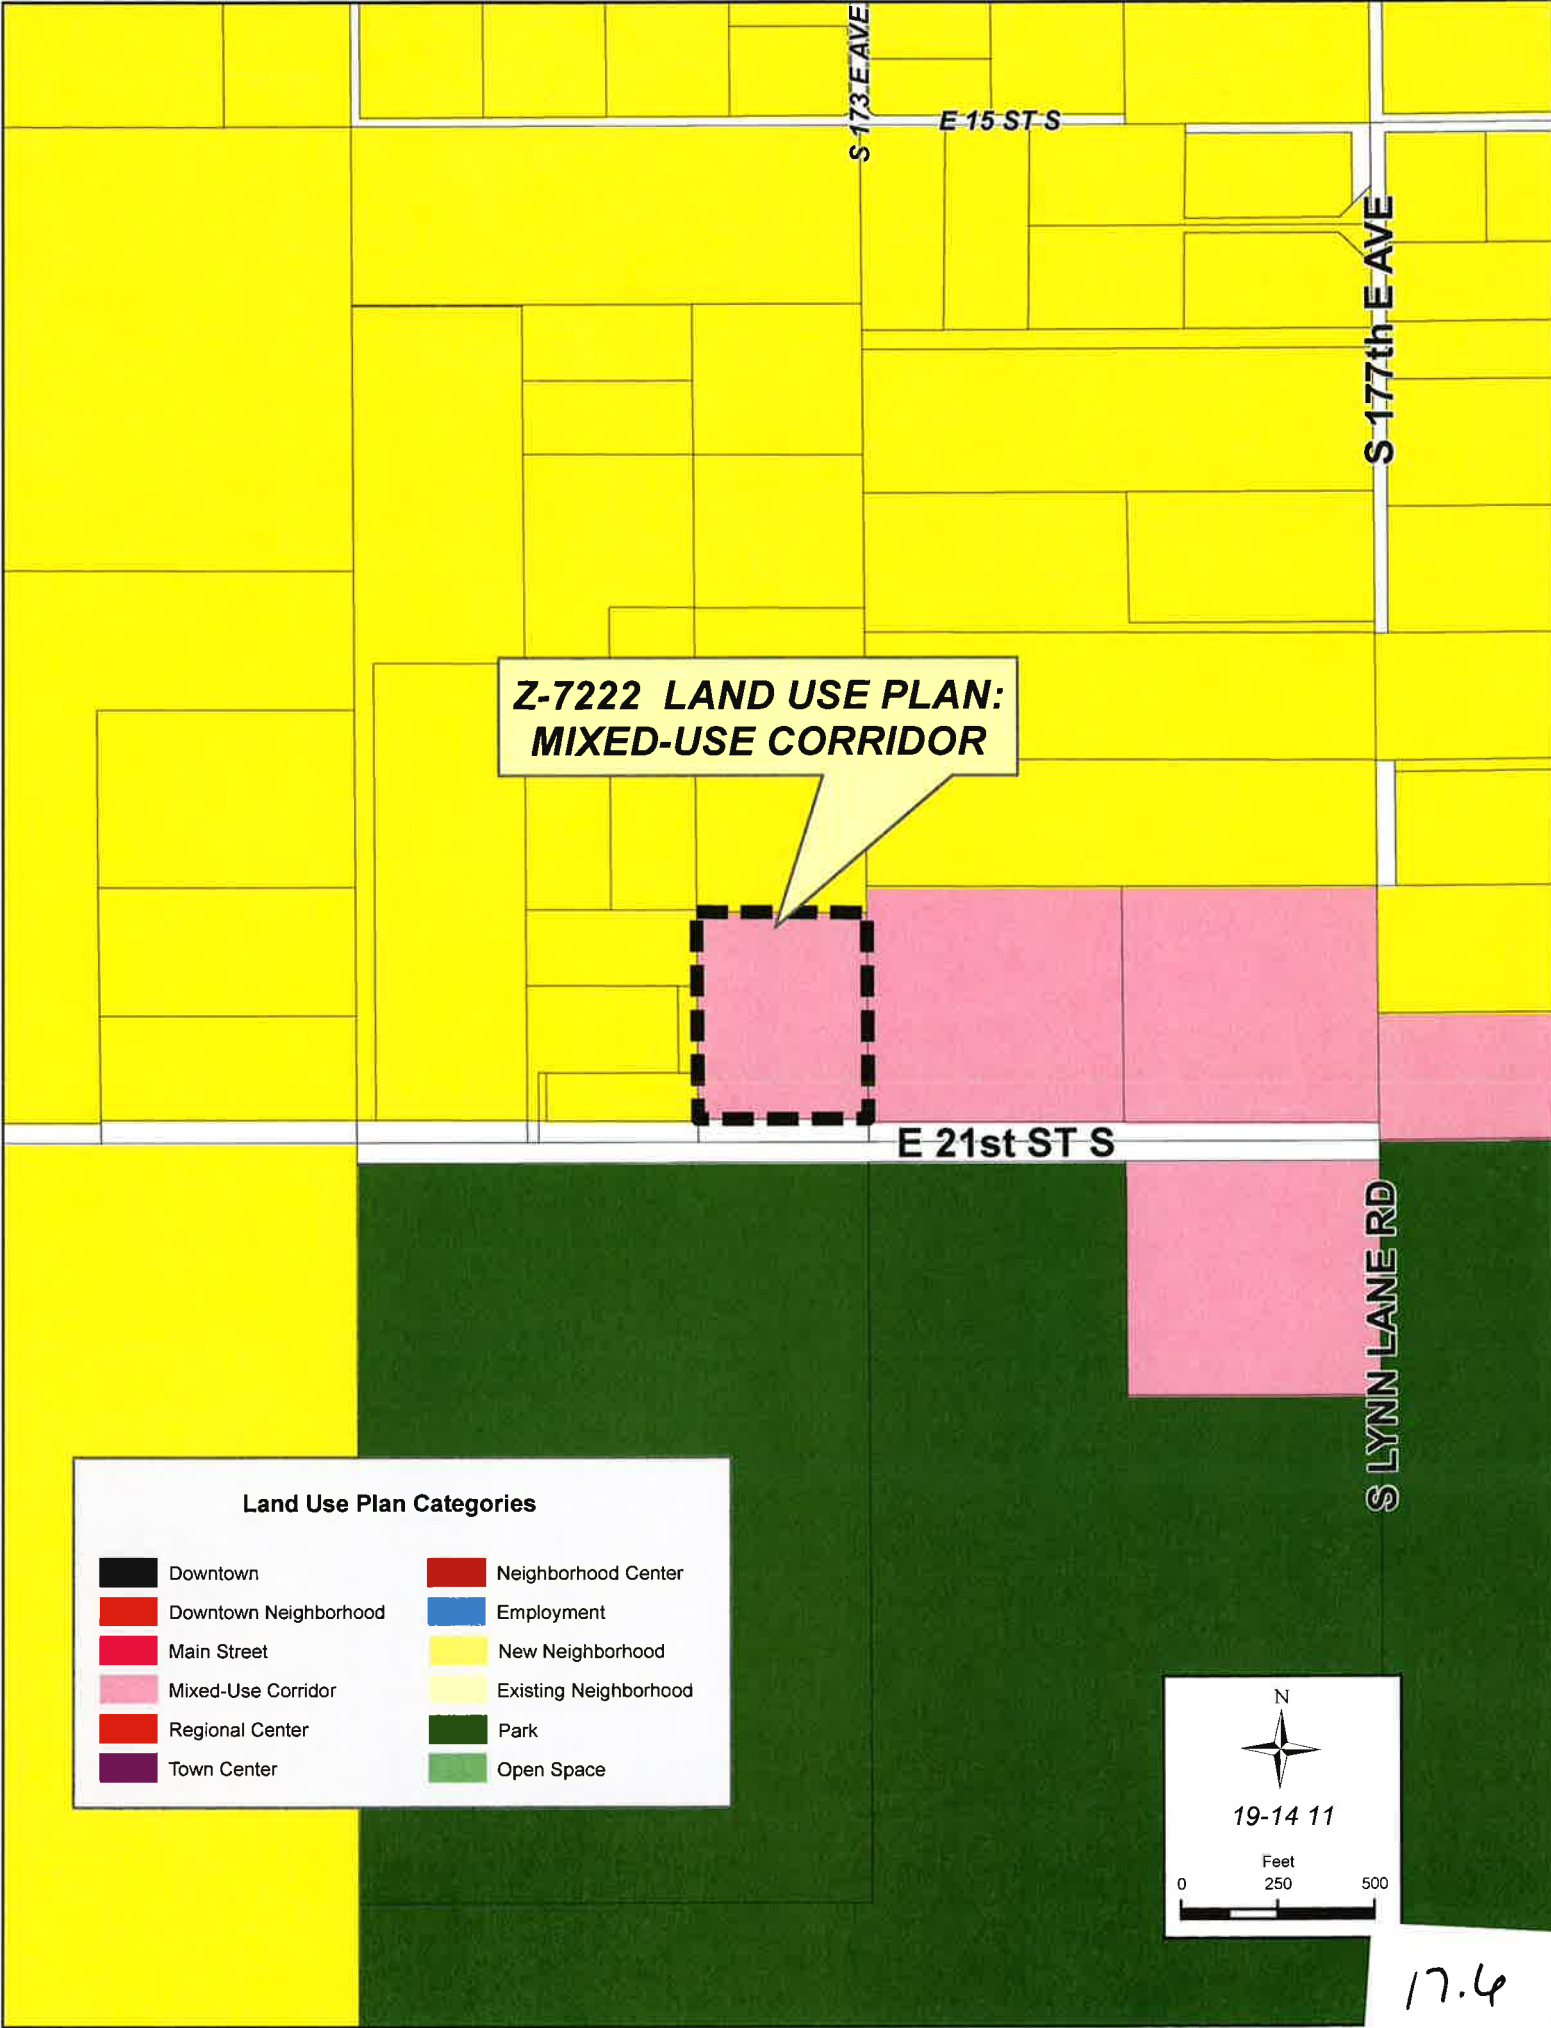 S 173 E AVE
E 15 ST S
S 177th E AVE
Z-7222 LAND USE PLAN:
MIXED-USE CORRIDOR
E 21st ST S
S LYNN LANE RD
Land Use Plan Categories
Downtown
Downtown Neighborhood
Main Street
Mixed-Use Corridor
Regional Center
Town Center
Neighborhood Center
Employment
New Neighborhood
Existing Neighborhood
Park
Open Space
N
19-14 11
Feet
0 250 500
17.6